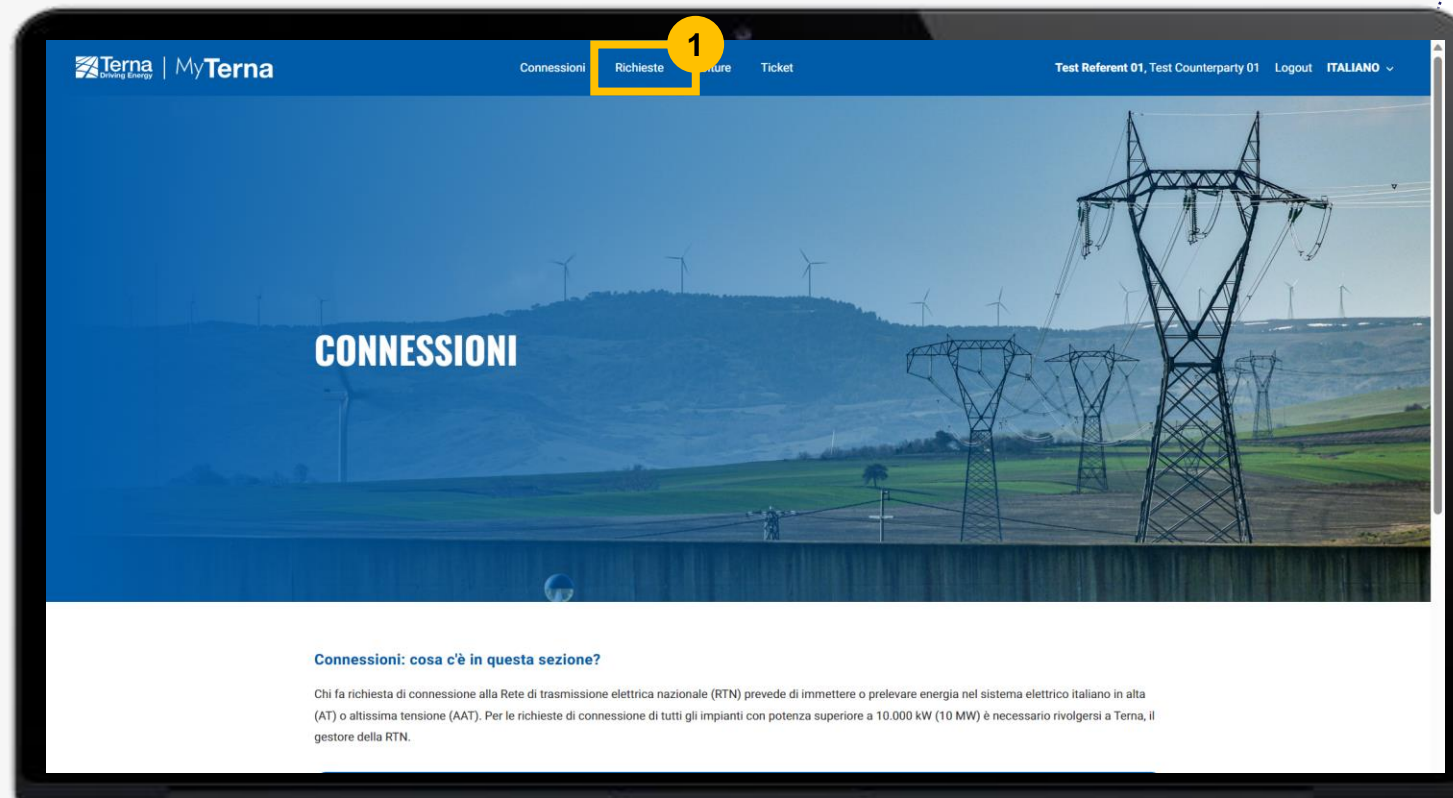 1
Terna
Driving Energy
MyTerna
Connessioni Richieste Ticket
Test Referent 01, Test Counterparty 01 Logout ITALIANO
CONNESSIONI
Connessioni: cosa c'è in questa sezione?
Chi fa richiesta di connessione alla Rete di trasmissione elettrica nazionale (RTN) prevede di immettere o prelevare energia nel sistema elettrico italiano in alta
(AT) o altissima tensione (AAT). Per le richieste di connessione di tutti gli impianti con potenza superiore a 10.000 kW (10 MW) è necessario rivolgersi a Terna, il
gestore della RTN.